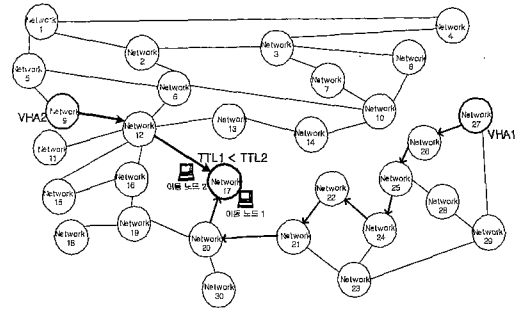 Network 1
Network 4
Network 2
Network 3
Network 5
Network 8
Network 6
Network 7
Network 9
VHA2
Network 10
Network 12
Network 13
Network 27
VHA1
Network 11
Network 14
Network 26
TTL1 < TTL2
Network 16
이동 노드 2
Network 17
Network 25
Network 15
Network 22
이동 노드 1
Network 28
Network 18
Network 19
Network 20
Network 21
Network 24
Network 29
Network 23
Network 30